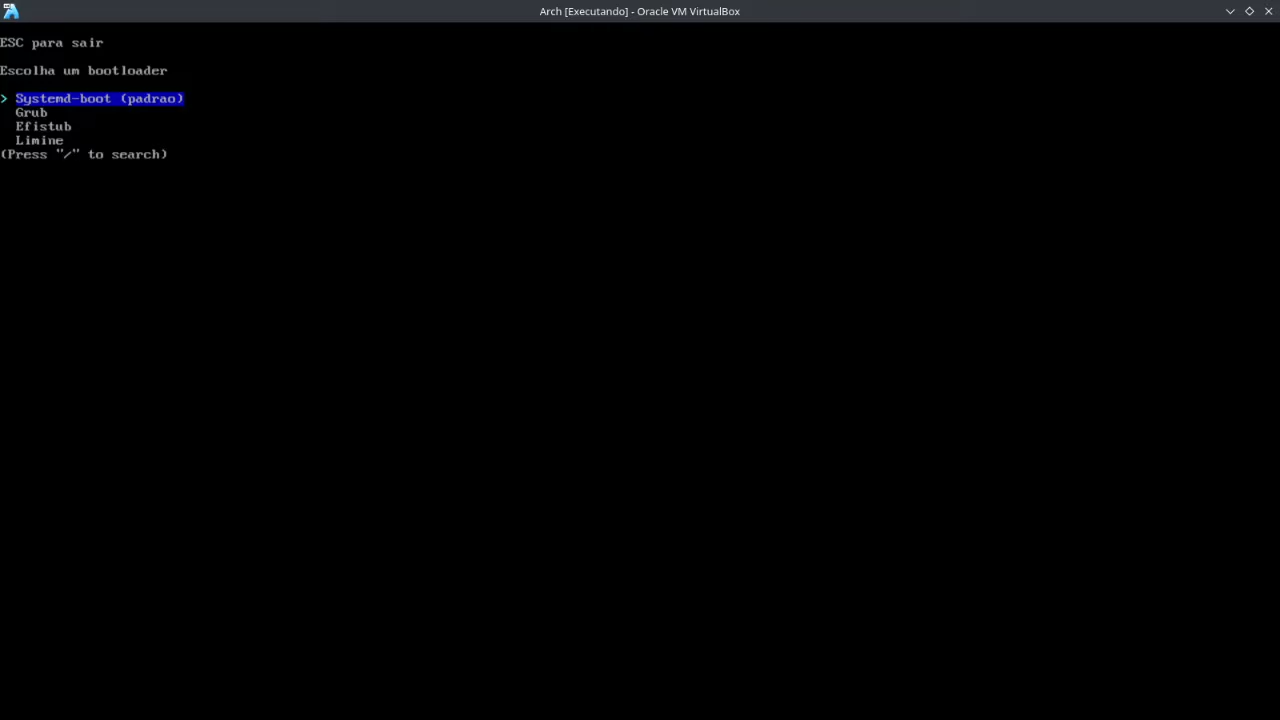 Arch [Executando] - Oracle VM VirtualBox
ESC para sair
Escolha um bootloader
> Systemd-boot (padrao)
Grub
Efistub
Limine
(Press "/" to search)